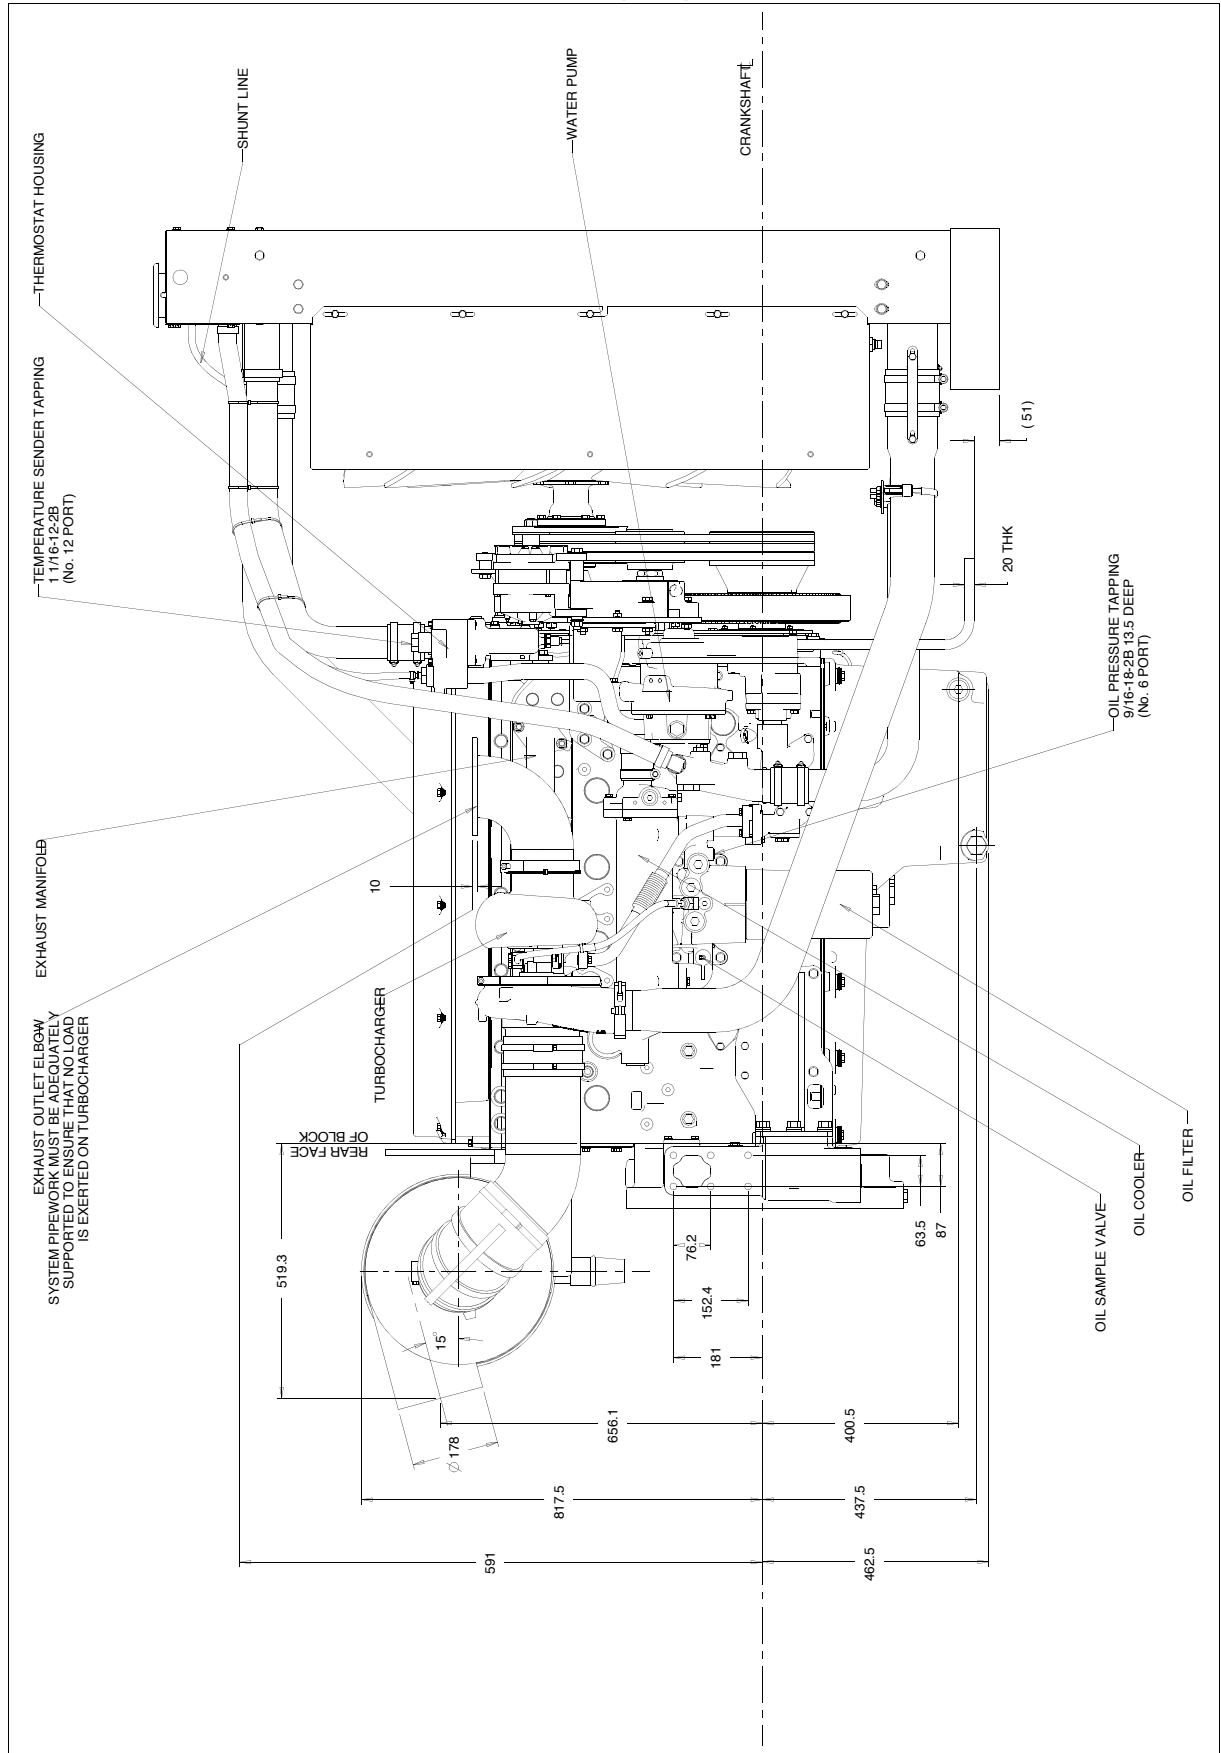 THERMOSTAT HOUSING
SHUNT LINE
WATER PUMP
CRANKSHAFT
TEMPERATURE SENDER TAPPING
1 1/16-12-2B
(No. 12 PORT)
( 51)
20 THK
OIL PRESSURE TAPPING
9/16-18-2B 13.5 DEEP
(No. 6 PORT)
EXHAUST MANIFOLD
10
EXHAUST OUTLET ELBOW
SYSTEM PIPEWORK MUST BE ADEQUATELY
SUPPORTED TO ENSURE THAT NO LOAD
IS EXERTED ON TURBOCHARGER
TURBOCHARGER
REAR FACE
OF BLOCK
519.3
15°
Ø 178
76.2
152.4
181
63.5
87
656.1
400.5
817.5
437.5
591
462.5
OIL SAMPLE VALVE
OIL COOLER
OIL FILTER